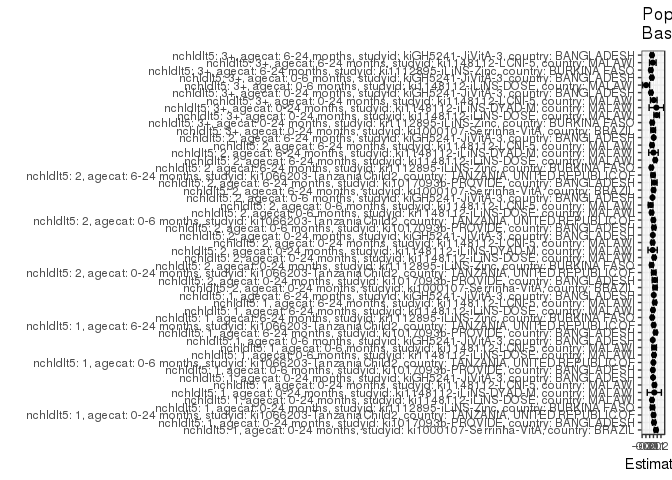 Pop
Bas
nchldlt5: 3+, agecat: 6-24 months, studyid: kiGH5241-JiVitA-3, country: BANGLADESH
nchldlt5: 3+, agecat: 6-24 months, studyid: ki1148112-LCNI-5, country: MALAWI
nchldlt5: 3+, agecat: 6-24 months, studyid: ki1112895-iLiNS-Zinc, country: BURKINA FASO
nchldlt5: 3+, agecat: 0-6 months, studyid: kiGH5241-JiVitA-3, country: BANGLADESH
nchldlt5: 3+, agecat: 0-6 months, studyid: ki1148112-iLiNS-DOSE, country: MALAWI
nchldlt5: 3+, agecat: 0-24 months, studyid: kiGH5241-JiVitA-3, country: BANGLADESH
nchldlt5: 3+, agecat: 0-24 months, studyid: ki1148112-LCNI-5, country: MALAWI
nchldlt5: 3+, agecat: 0-24 months, studyid: ki1148112-iLiNS-DYAD-M, country: MALAWI
nchldlt5: 3+, agecat: 0-24 months, studyid: ki1148112-iLiNS-DOSE, country: MALAWI
nchldlt5: 3+, agecat: 0-24 months, studyid: ki1112895-iLiNS-Zinc, country: BURKINA FASO
nchldlt5: 3+, agecat: 0-24 months, studyid: ki1000107-Serrinha-VitA, country: BRAZIL
nchldlt5: 2, agecat: 6-24 months, studyid: kiGH5241-JiVitA-3, country: BANGLADESH
nchldlt5: 2, agecat: 6-24 months, studyid: ki1148112-LCNI-5, country: MALAWI
nchldlt5: 2, agecat: 6-24 months, studyid: ki1148112-iLiNS-DYAD-M, country: MALAWI
nchldlt5: 2, agecat: 6-24 months, studyid: ki1148112-iLiNS-DOSE, country: MALAWI
nchldlt5: 2, agecat: 6-24 months, studyid: ki1112895-iLiNS-Zinc, country: BURKINA FASO
nchldlt5: 2, agecat: 6-24 months, studyid: ki1066203-TanzaniaChild2, country: TANZANIA, UNITED REPUBLIC OF
nchldlt5: 2, agecat: 6-24 months, studyid: ki1017093b-PROVIDE, country: BANGLADESH
nchldlt5: 2, agecat: 6-24 months, studyid: ki1000107-Serrinha-VitA, country: BRAZIL
nchldlt5: 2, agecat: 0-6 months, studyid: kiGH5241-JiVitA-3, country: BANGLADESH
nchldlt5: 2, agecat: 0-6 months, studyid: ki1148112-LCNI-5, country: MALAWI
nchldlt5: 2, agecat: 0-6 months, studyid: ki1148112-iLiNS-DOSE, country: MALAWI
nchldlt5: 2, agecat: 0-6 months, studyid: ki1066203-TanzaniaChild2, country: TANZANIA, UNITED REPUBLIC OF
nchldlt5: 2, agecat: 0-6 months, studyid: ki1017093b-PROVIDE, country: BANGLADESH
nchldlt5: 2, agecat: 0-24 months, studyid: kiGH5241-JiVitA-3, country: BANGLADESH
nchldlt5: 2, agecat: 0-24 months, studyid: ki1148112-LCNI-5, country: MALAWI
nchldlt5: 2, agecat: 0-24 months, studyid: ki1148112-iLiNS-DYAD-M, country: MALAWI
nchldlt5: 2, agecat: 0-24 months, studyid: ki1148112-iLiNS-DOSE, country: MALAWI
nchldlt5: 2, agecat: 0-24 months, studyid: ki1112895-iLiNS-Zinc, country: BURKINA FASO
nchldlt5: 2, agecat: 0-24 months, studyid: ki1066203-TanzaniaChild2, country: TANZANIA, UNITED REPUBLIC OF
nchldlt5: 2, agecat: 0-24 months, studyid: ki1017093b-PROVIDE, country: BANGLADESH
nchldlt5: 2, agecat: 0-24 months, studyid: ki1000107-Serrinha-VitA, country: BRAZIL
nchldlt5: 1, agecat: 6-24 months, studyid: kiGH5241-JiVitA-3, country: BANGLADESH
nchldlt5: 1, agecat: 6-24 months, studyid: ki1148112-LCNI-5, country: MALAWI
nchldlt5: 1, agecat: 6-24 months, studyid: ki1148112-iLiNS-DOSE, country: MALAWI
nchldlt5: 1, agecat: 6-24 months, studyid: ki1112895-iLiNS-Zinc, country: BURKINA FASO
nchldlt5: 1, agecat: 6-24 months, studyid: ki1066203-TanzaniaChild2, country: TANZANIA, UNITED REPUBLIC OF
nchldlt5: 1, agecat: 6-24 months, studyid: ki1017093b-PROVIDE, country: BANGLADESH
nchldlt5: 1, agecat: 0-6 months, studyid: kiGH5241-JiVitA-3, country: BANGLADESH
nchldlt5: 1, agecat: 0-6 months, studyid: ki1148112-LCNI-5, country: MALAWI
nchldlt5: 1, agecat: 0-6 months, studyid: ki1148112-iLiNS-DOSE, country: MALAWI
nchldlt5: 1, agecat: 0-6 months, studyid: ki1066203-TanzaniaChild2, country: TANZANIA, UNITED REPUBLIC OF
nchldlt5: 1, agecat: 0-6 months, studyid: ki1017093b-PROVIDE, country: BANGLADESH
nchldlt5: 1, agecat: 0-24 months, studyid: kiGH5241-JiVitA-3, country: BANGLADESH
nchldlt5: 1, agecat: 0-24 months, studyid: ki1148112-LCNI-5, country: MALAWI
nchldlt5: 1, agecat: 0-24 months, studyid: ki1148112-iLiNS-DYAD-M, country: MALAWI
nchldlt5: 1, agecat: 0-24 months, studyid: ki1148112-iLiNS-DOSE, country: MALAWI
nchldlt5: 1, agecat: 0-24 months, studyid: ki1112895-iLiNS-Zinc, country: BURKINA FASO
nchldlt5: 1, agecat: 0-24 months, studyid: ki1066203-TanzaniaChild2, country: TANZANIA, UNITED REPUBLIC OF
nchldlt5: 1, agecat: 0-24 months, studyid: ki1017093b-PROVIDE, country: BANGLADESH
nchldlt5: 1, agecat: 0-24 months, studyid: ki1000107-Serrinha-VitA, country: BRAZIL
Estimat